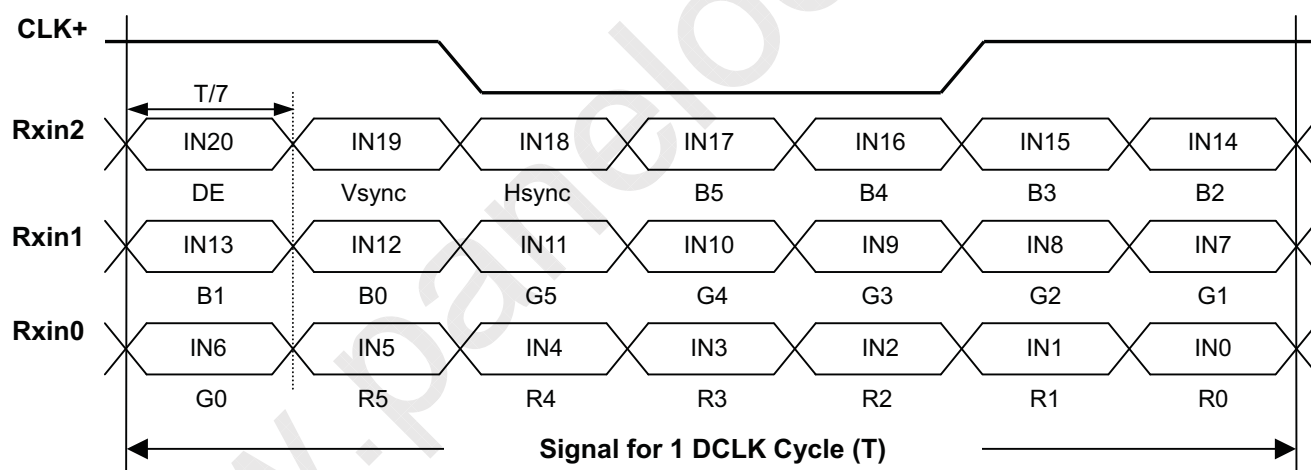 CLK+
T/7
Rxin2 IN20 IN19 IN18 IN17 IN16 IN15 IN14
DE Vsync Hsync B5 B4 B3 B2
Rxin1 IN13 IN12 IN11 IN10 IN9 IN8 IN7
B1 B0 G5 G4 G3 G2 G1
Rxin0 IN6 IN5 IN4 IN3 IN2 IN1 IN0
G0 R5 R4 R3 R2 R1 R0
Signal for 1 DCLK Cycle (T)